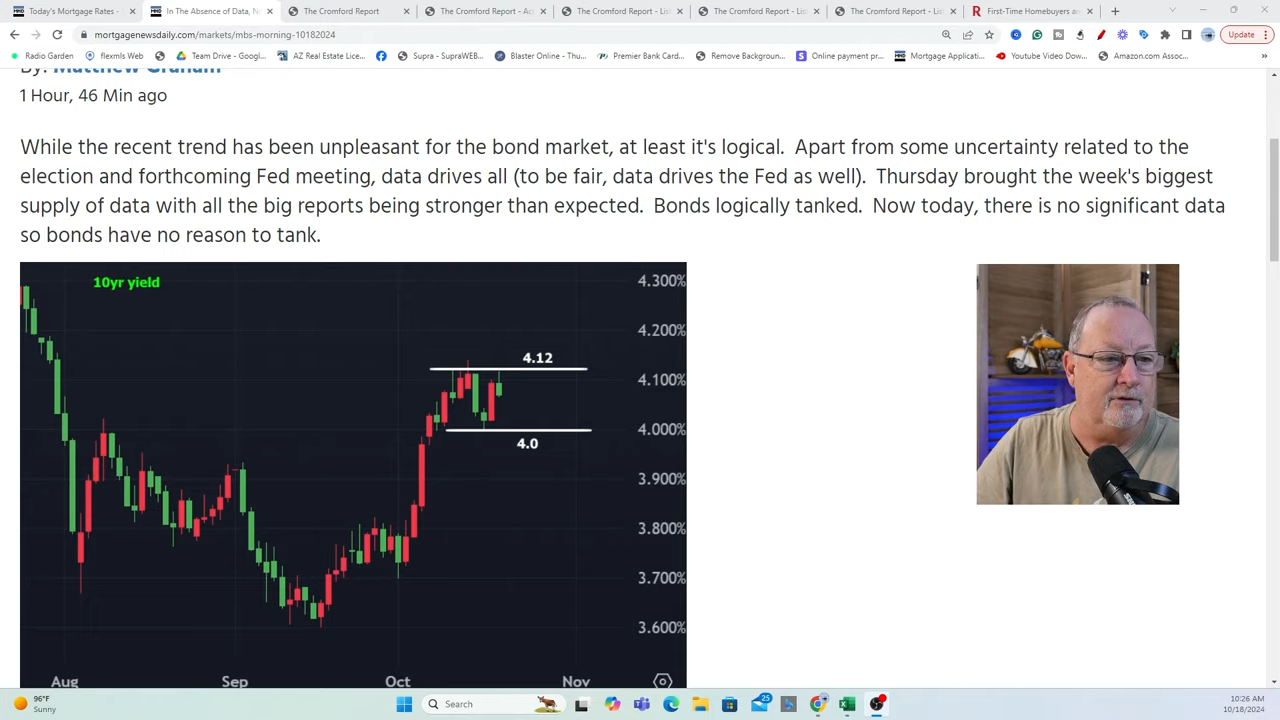 Today's Mortgage Rates -
In The Absence of Data, N
The Cromford Report
The Cromford Report - Ac
The Cromford Report - List
The Cromford Report - List
The Cromford Report - List
First-Time Homebuyers a
mortgagenewsdaily.com/markets/mbs-morning-10182024
Update
Radio Garden
flexmls Web
Team Drive - Googl...
AZ Real Estate Lice...
Supra - SupraWEB...
Blaster Online - Thu...
Premier Bank Card...
Remove Background...
Online payment pr...
Mortgage Applicati...
Youtube Video Dow...
Amazon.com Assoc...
By: Matthew Graham
1 Hour, 46 Min ago
While the recent trend has been unpleasant for the bond market, at least it's logical. Apart from some uncertainty related to the
election and forthcoming Fed meeting, data drives all (to be fair, data drives the Fed as well). Thursday brought the week's biggest
supply of data with all the big reports being stronger than expected. Bonds logically tanked. Now today, there is no significant data
so bonds have no reason to tank.
10yr yield
4.300%
4.200%
4.12
4.100%
4.000%
4.0
3.900%
3.800%
3.700%
3.600%
Aug
Sep
Oct
Nov
96°F
Sunny
Search
25
10:26 AM
10/18/2024